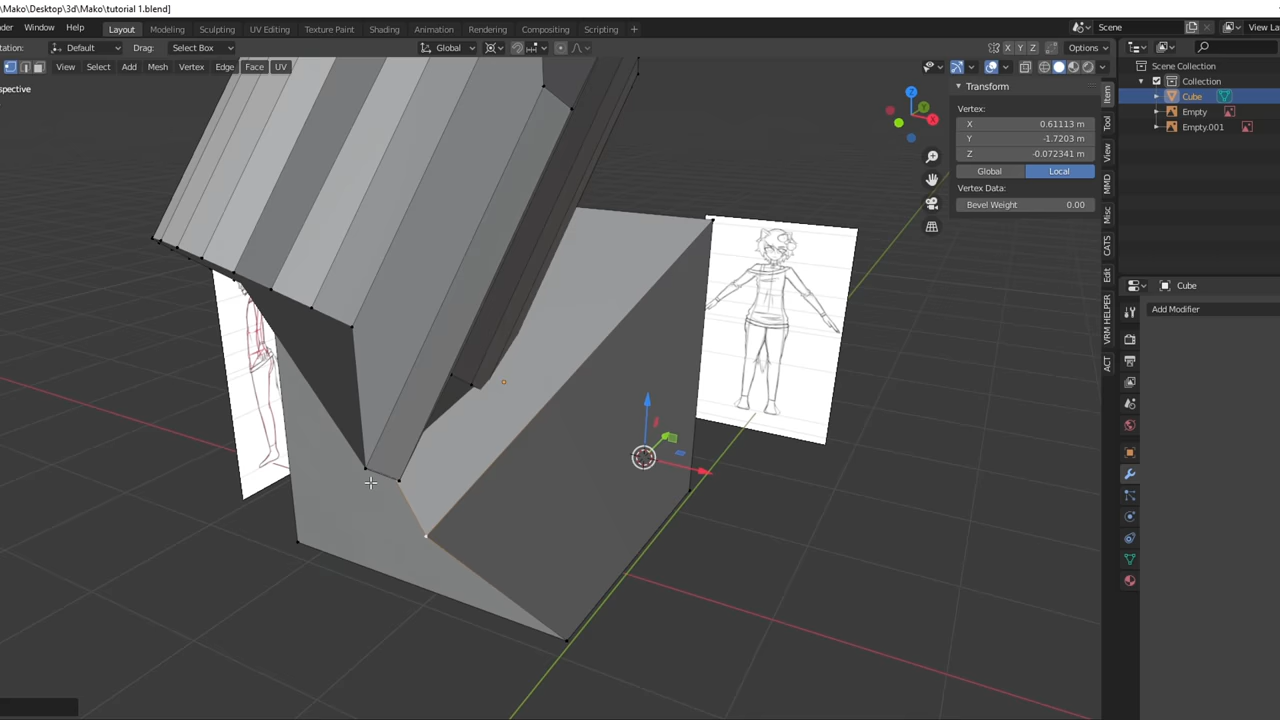 \Mako\Desktop\3d\Mako\tutorial 1.blend]
der Window Help Layout Modeling Sculpting UV Editing Texture Paint Shading Animation Rendering Compositing Scripting + Scene View La
tation: Default Drag: Select Box Global X Y Z Options
View Select Add Mesh Vertex Edge Face UV
spective
Scene Collection
Collection
Cube
Empty
Empty.001
Z
Y
X
Transform
Vertex:
X 0.61113 m
Y -1.7203 m
Z -0.072341 m
Global Local
Vertex Data:
Bevel Weight 0.00
Item
Tool
View
MMD
Misc
CATS
Edit
VRM HELPER
ACT
Cube
Add Modifier